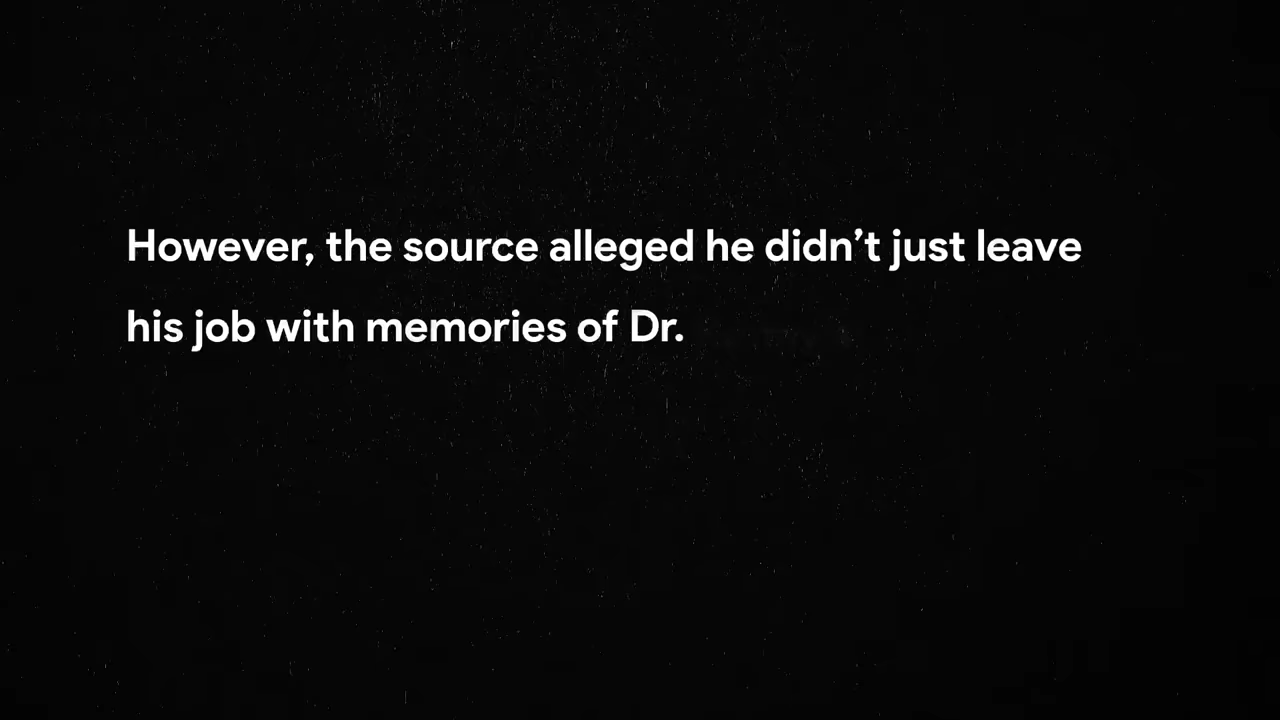 However, the source alleged he didn’t just leave
his job with memories of Dr.